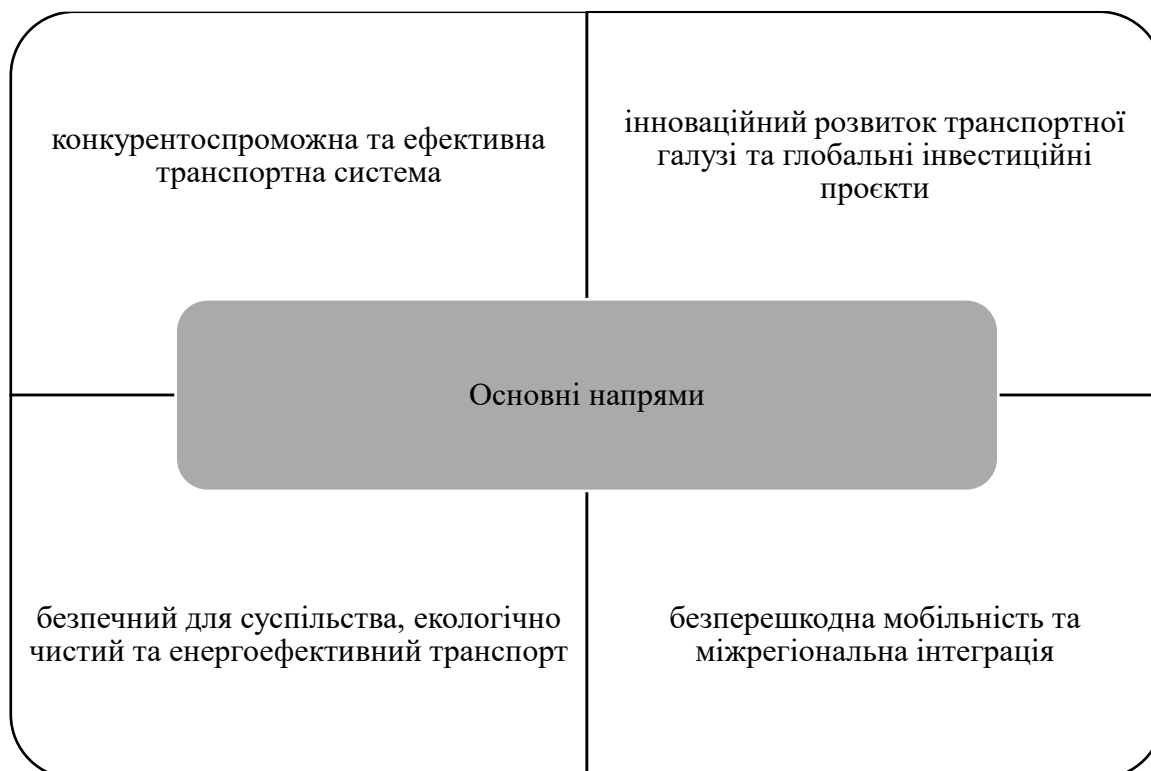 конкурентоспроможна та ефективна
транспортна система
інноваційний розвиток транспортної
галузі та глобальні інвестиційні
проєкти
Основні напрями
безпечний для суспільства, екологічно
чистий та енергоефективний транспорт
безперешкодна мобільність та
міжрегіональна інтеграція